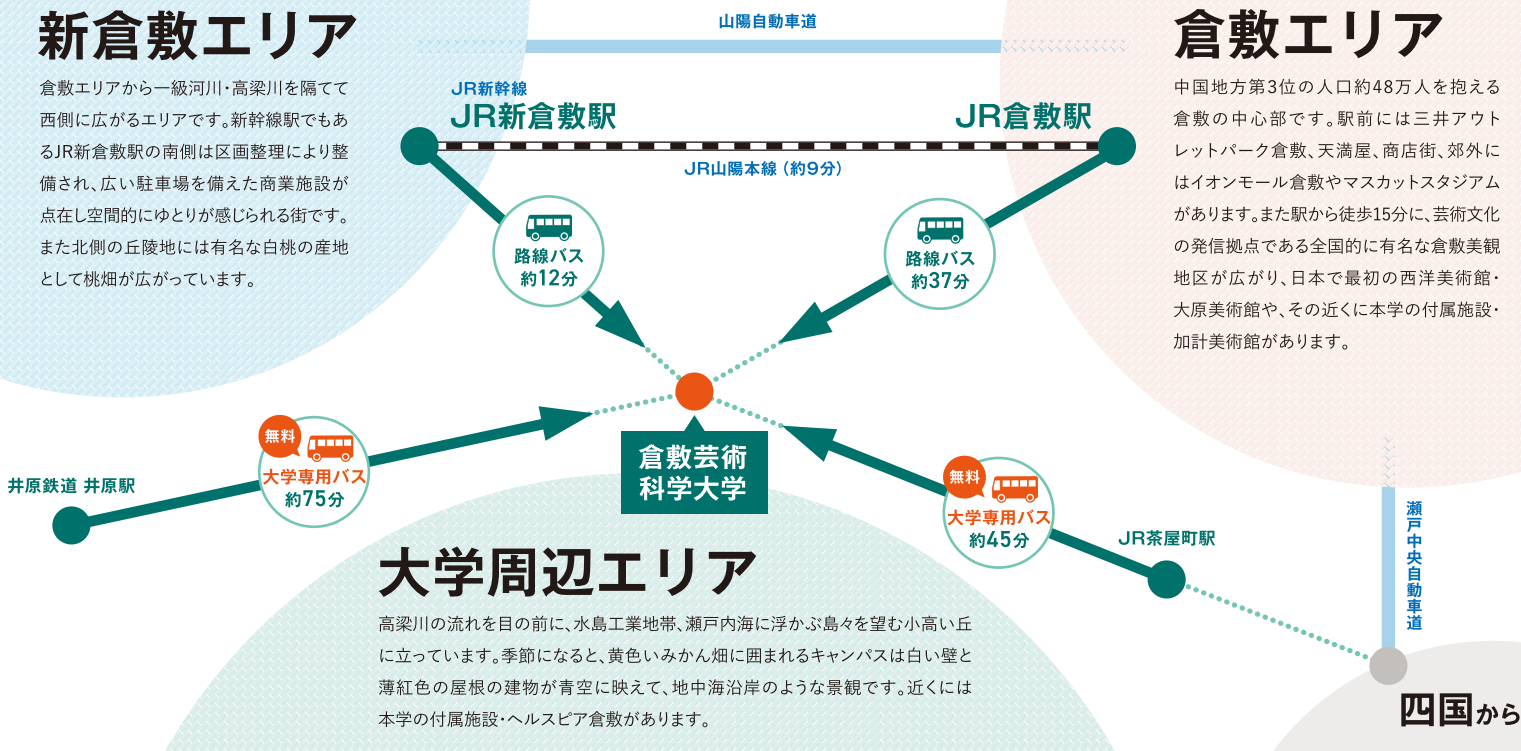 新倉敷エリア
倉敷エリアから一級河川・高梁川を隔てて
西側に広がるエリアです。新幹線駅でもあ
るJR新倉敷駅の南側は区画整理により整
備され、広い駐車場を備えた商業施設が
点在し空間的にゆとりが感じられる街です。
また北側の丘陵地には有名な白桃の産地
として桃畑が広がっています。
山陽自動車道
JR新幹線
JR新倉敷駅
JR倉敷駅
JR山陽本線（約9分）
倉敷エリア
中国地方第3位の人口約48万人を抱える
倉敷の中心部です。駅前には三井アウト
レットパーク倉敷、天満屋、商店街、郊外に
はイオンモール倉敷やマスカットスタジアム
があります。また駅から徒歩15分に、芸術文化
の発信拠点である全国的に有名な倉敷美観
地区が広がり、日本で最初の西洋美術館・
大原美術館や、その近くに本学の付属施設・
加計美術館があります。
路線バス
約12分
路線バス
約37分
無料
大学専用バス
約75分
井原鉄道 井原駅
倉敷芸術
科学大学
無料
大学専用バス
約45分
JR茶屋町駅
瀬戸中央自動車道
四国から
大学周辺エリア
高梁川の流れを目の前に、水島工業地帯、瀬戸内海に浮かぶ島々を望む小高い丘
に立っています。季節になると、黄色いみかん畑に囲まれるキャンパスは白い壁と
薄紅色の屋根の建物が青空に映えて、地中海沿岸のような景観です。近くには
本学の付属施設・ヘルスピア倉敷があります。